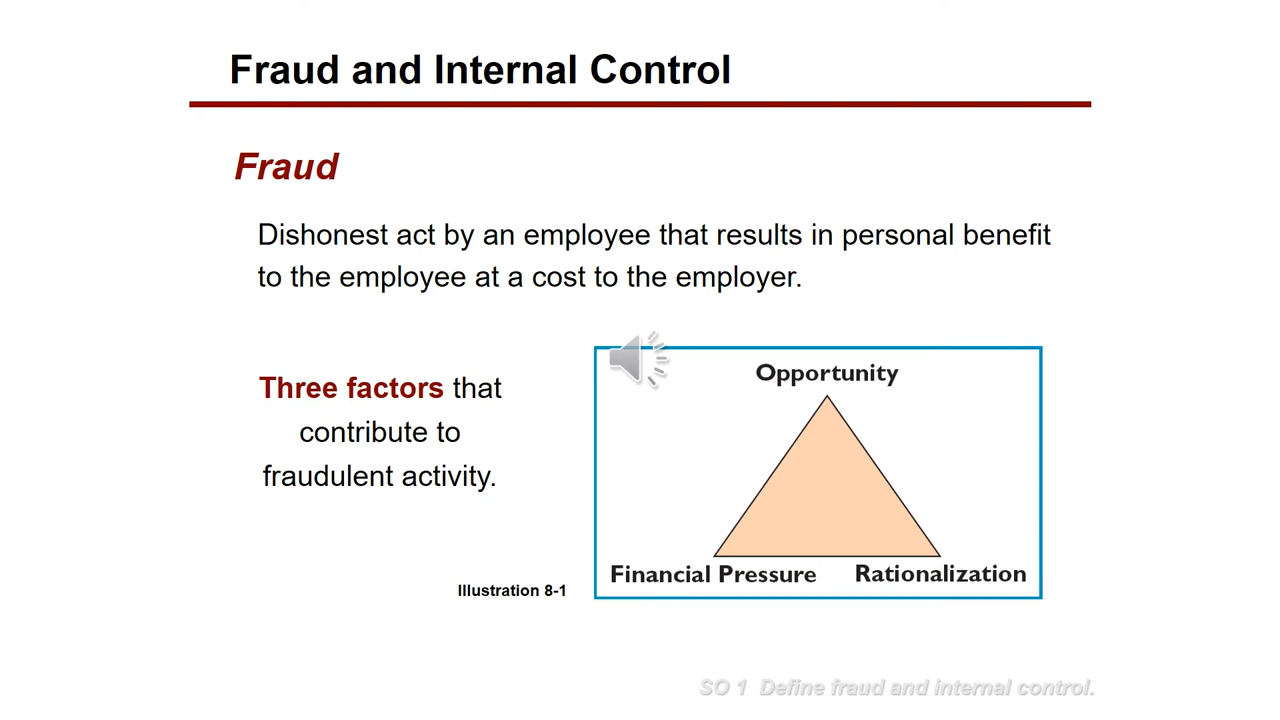 Fraud and Internal Control
Fraud
Dishonest act by an employee that results in personal benefit
to the employee at a cost to the employer.
Three factors that
contribute to
fraudulent activity.
Illustration 8-1
Opportunity
Financial Pressure
Rationalization
SO 1 Define fraud and internal control.